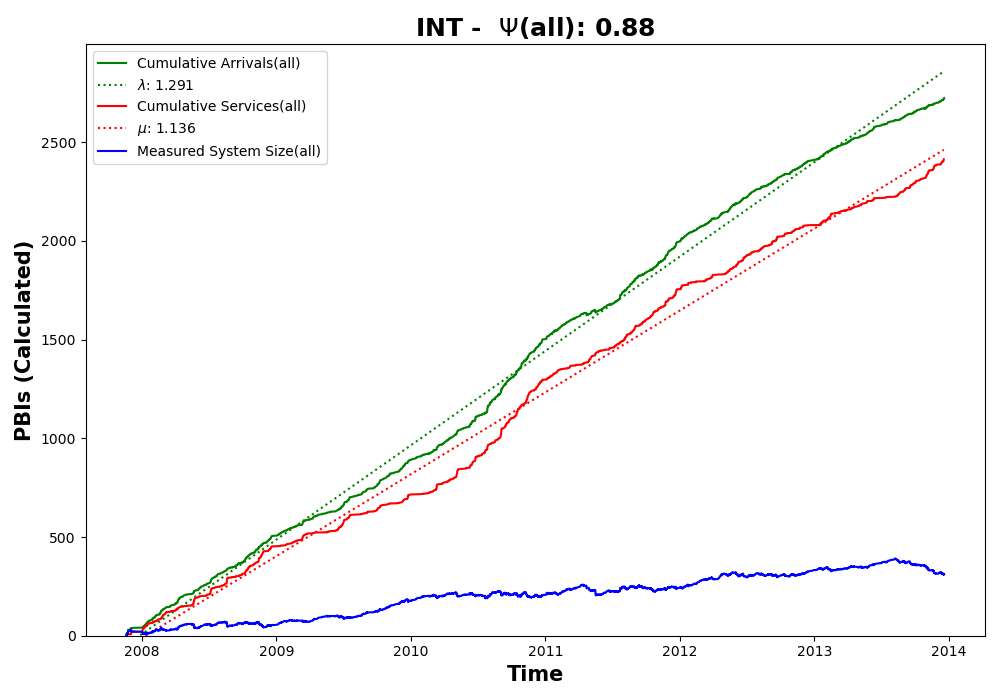 INT -  Ψ(all): 0.88
Cumulative Arrivals(all)
λ: 1.291
Cumulative Services(all)
μ: 1.136
Measured System Size(all)
PBIs (Calculated)
2500
2000
1500
1000
500
0
2008 2009 2010 2011 2012 2013 2014
Time